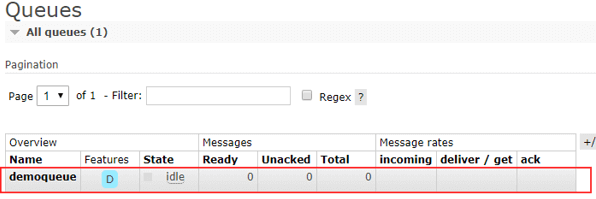 Queues
All queues (1)
Pagination
Page 1 of 1 - Filter: Regex ?
Overview Messages Message rates +/
Name Features State Ready Unacked Total incoming deliver / get ack
demoqueue D idle 0 0 0